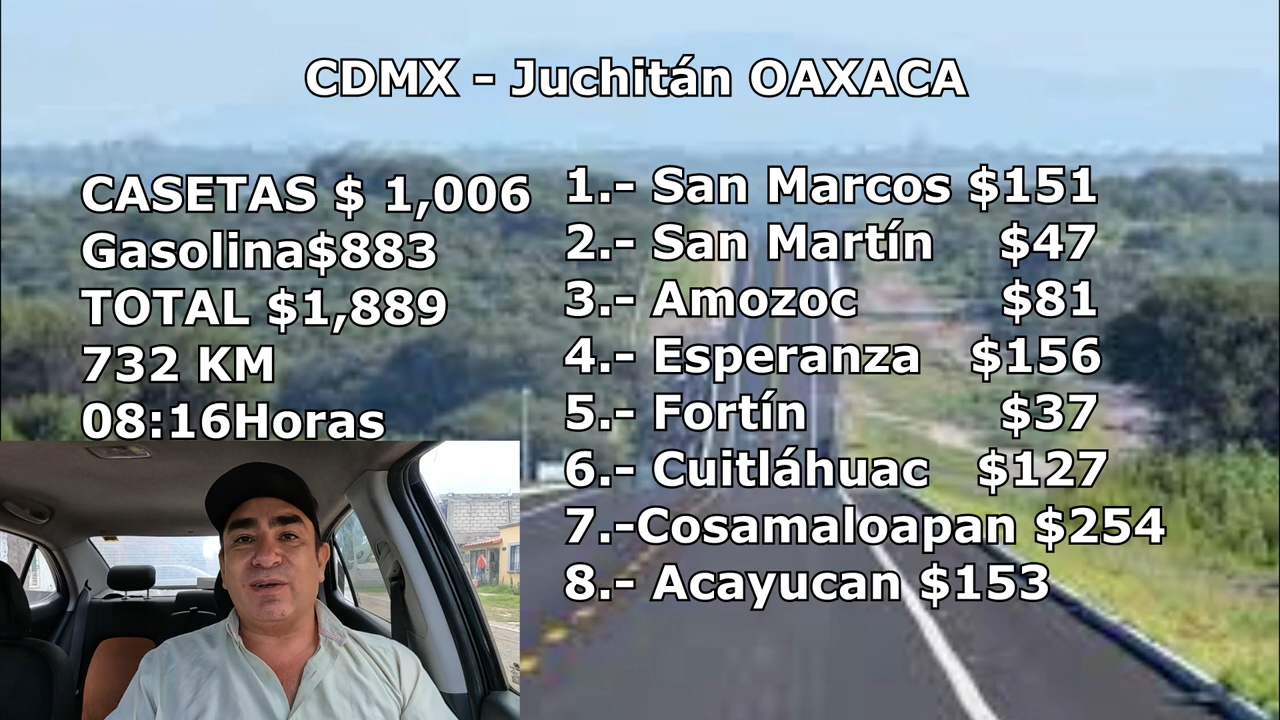 CDMX - Juchitán OAXACA
CASETAS $ 1,006
Gasolina$883
TOTAL $1,889
732 KM
08:16Horas
1.- San Marcos $151
2.- San Martín $47
3.- Amozoc $81
4.- Esperanza $156
5.- Fortín $37
6.- Cuitláhuac $127
7.-Cosamaloapan $254
8.- Acayucan $153